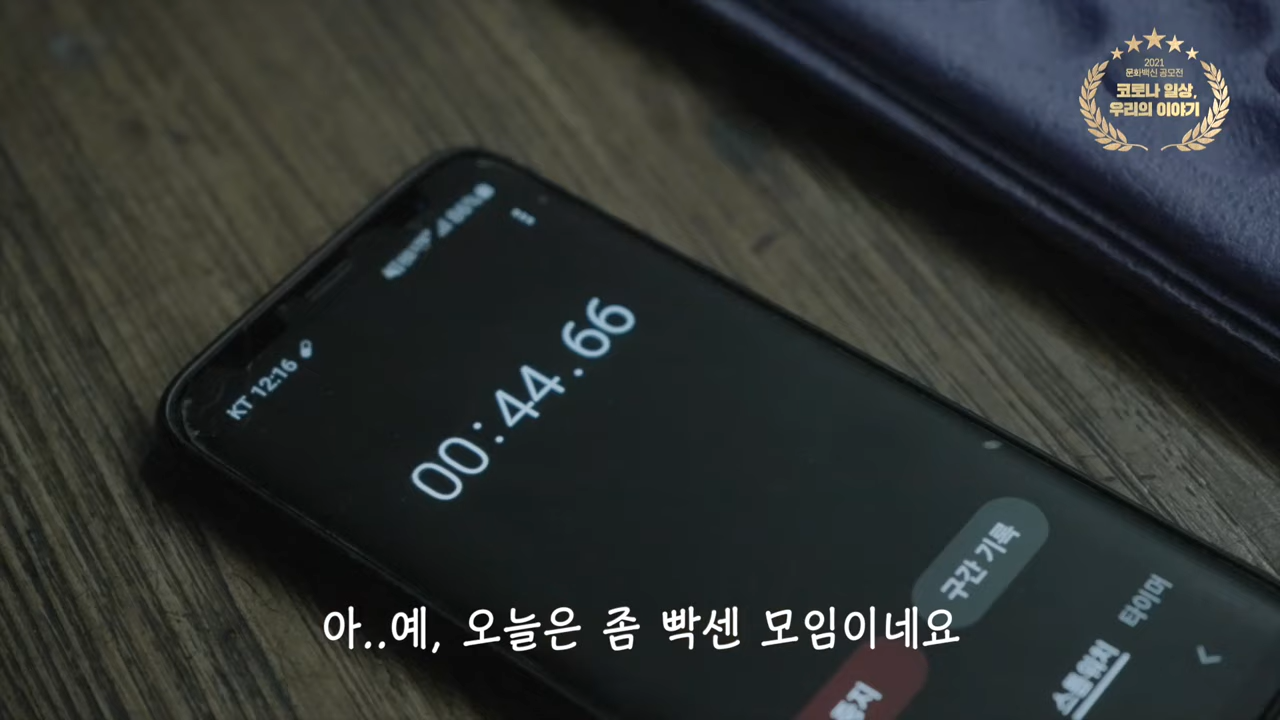 2021
문화백신 공모전
코로나 일상,
우리의 이야기
KT 12:16
00:44.66
구간 기록
타이머
스톱워치
중지
아..예, 오늘은 좀 빡센 모임이네요